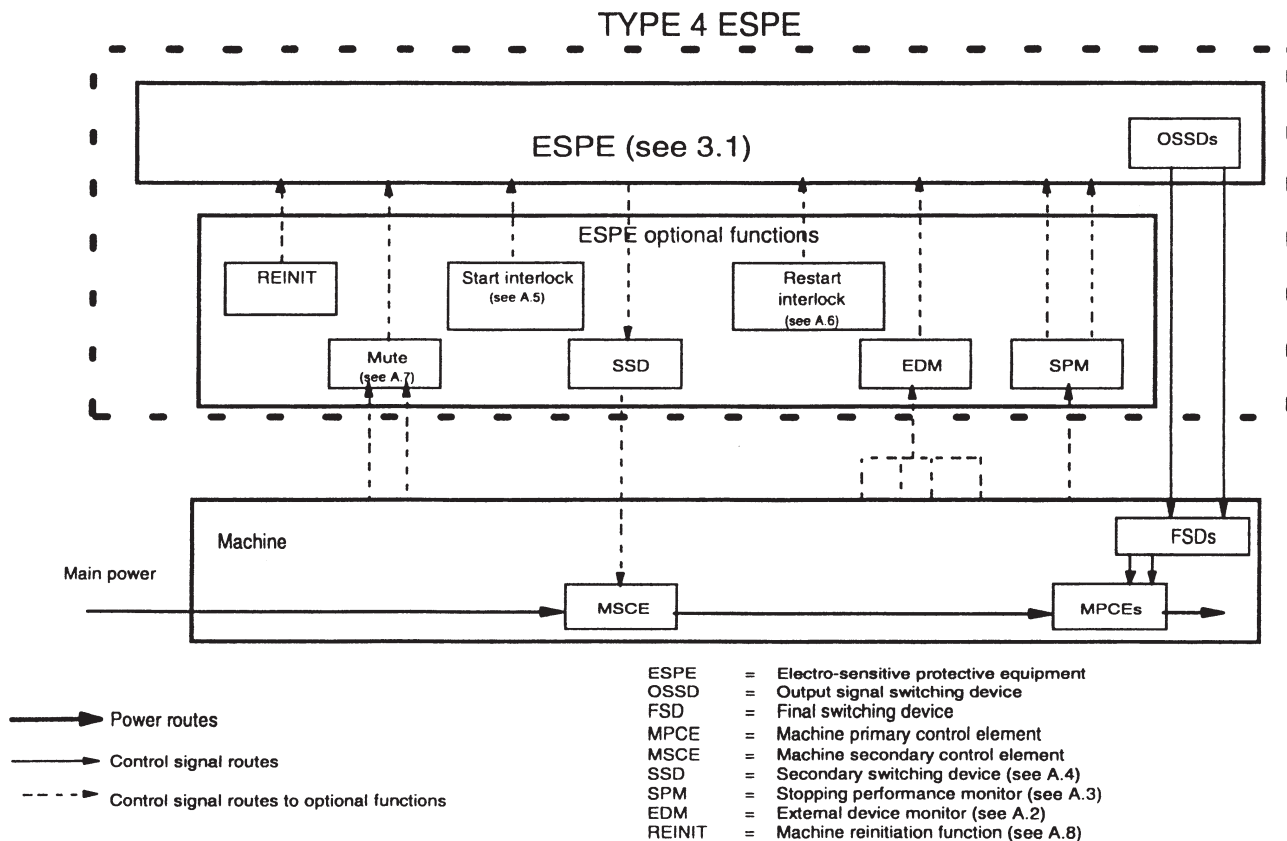 TYPE 4 ESPE
ESPE (see 3.1)
OSSDs
ESPE optional functions
REINIT
Start interlock
(see A.5)
Restart
interlock
(see A.6)
Mute
(see A.7)
SSD
EDM
SPM
Machine
FSDs
Main power
MSCE
MPCEs
Power routes
Control signal routes
Control signal routes to optional functions
ESPE = Electro-sensitive protective equipment
OSSD = Output signal switching device
FSD = Final switching device
MPCE = Machine primary control element
MSCE = Machine secondary control element
SSD = Secondary switching device (see A.4)
SPM = Stopping performance monitor (see A.3)
EDM = External device monitor (see A.2)
REINIT = Machine reinitiation function (see A.8)